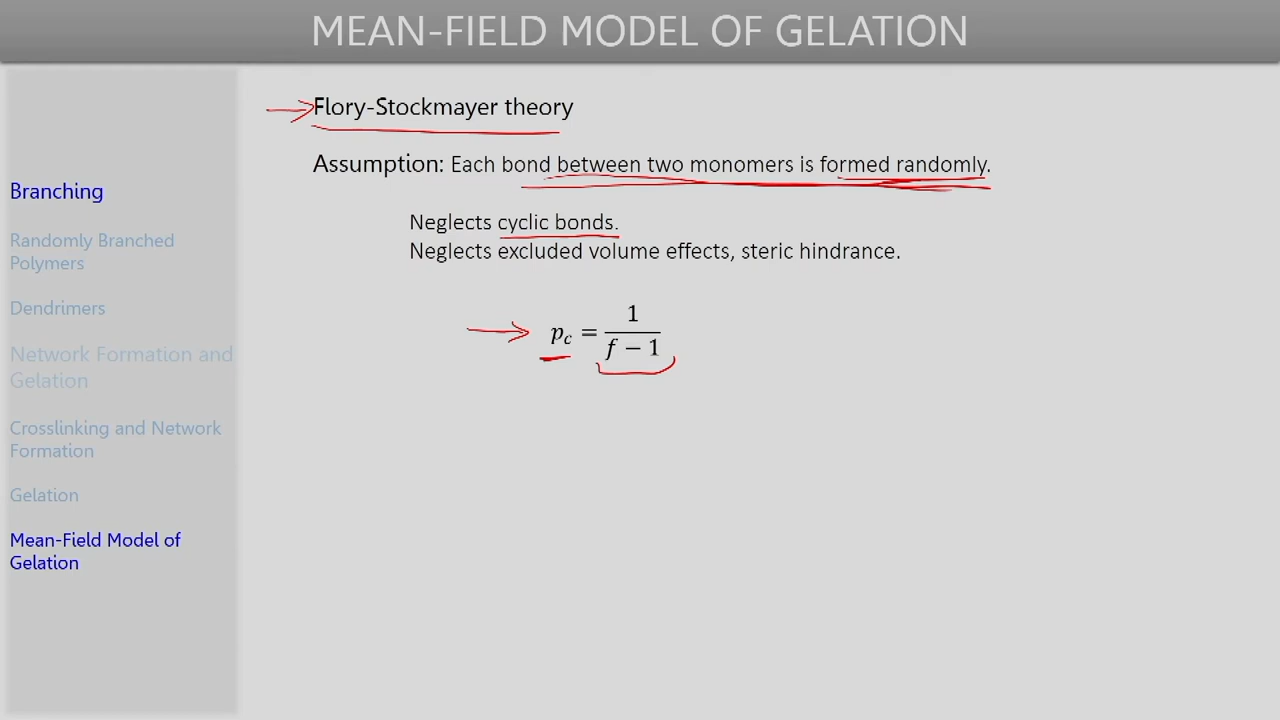 MEAN-FIELD MODEL OF GELATION
Branching
Randomly Branched
Polymers
Dendrimers
Network Formation and
Gelation
Crosslinking and Network
Formation
Gelation
Mean-Field Model of
Gelation
Flory-Stockmayer theory
Assumption: Each bond between two monomers is formed randomly.
Neglects cyclic bonds.
Neglects excluded volume effects, steric hindrance.
p_c = 1/(f − 1)